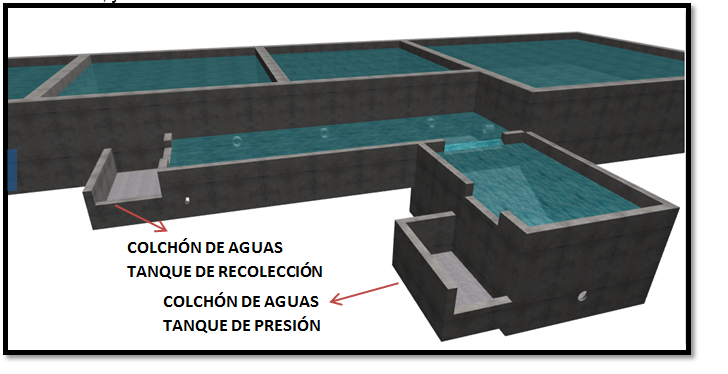 COLCHÓN DE AGUAS
TANQUE DE RECOLECCIÓN
COLCHÓN DE AGUAS
TANQUE DE PRESIÓN